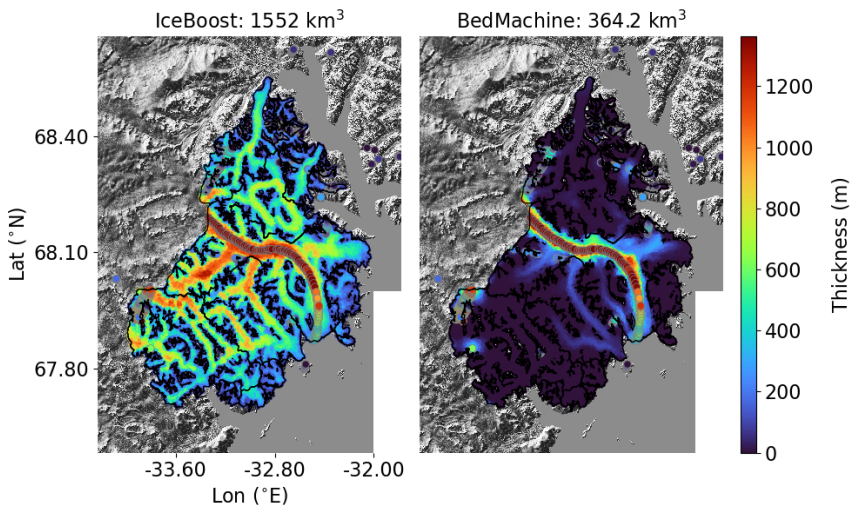 IceBoost: 1552 km³
BedMachine: 364.2 km³
68.40
68.10
67.80
Lat (°N)
-33.60 -32.80 -32.00
Lon (°E)
1200
1000
800
600
400
200
0
Thickness (m)